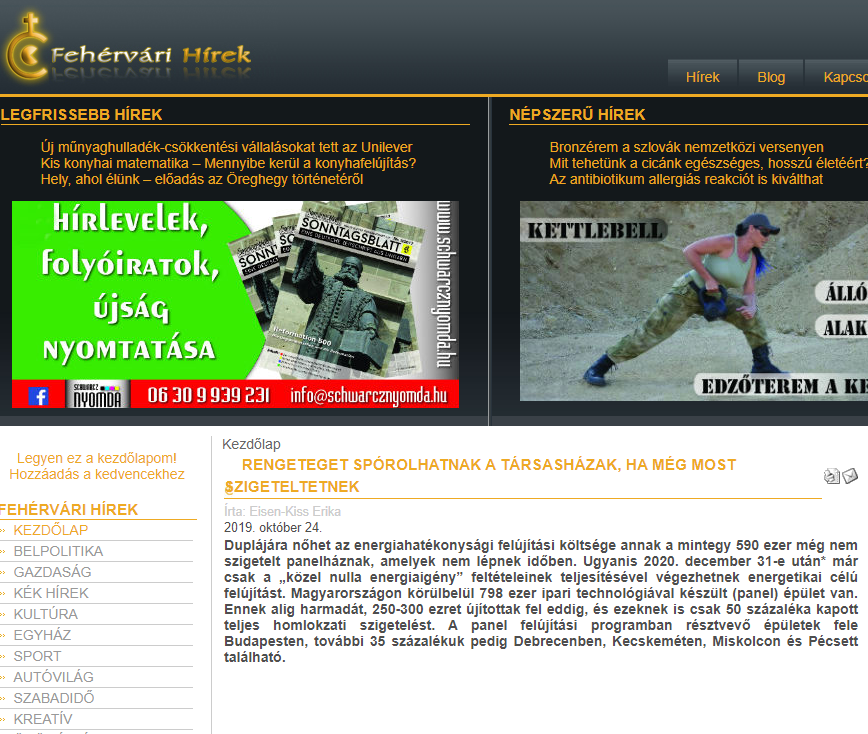 Fehérvári Hírek
Hírek
Blog
LEGFRISSEBB HÍREK
Új műnyaghulladék-csökkentési vállalásokat tett az Unilever
Kis konyhai matematika – Mennyibe kerül a konyhafelújítás?
Hely, ahol élünk – előadás az Öreghegy történetéről
NÉPSZERŰ HÍREK
Bronzérem a szlovák nemzetközi versenyen
Mit tehetünk a cicánk egészséges, hosszú életéért?
Az antibiotikum allergiás reakciót is kiválthat
hírlevelek,
folyóiratok,
újság
nyomtatása
SONNTAGSBLATT
Reformation 500
www.schwarcznyomda.hu
SCHWARCZ
NYOMDA
06 30 9 939 231
info@schwarcznyomda.hu
KETTLEBELL
ÁLLÓ
ALAK
EDZŐTEREM A KE
Legyen ez a kezdőlapom!
Hozzáadás a kedvencekhez
FEHÉRVÁRI HÍREK
KEZDŐLAP
BELPOLITIKA
GAZDASÁG
KÉK HÍREK
KULTÚRA
EGYHÁZ
SPORT
AUTÓVILÁG
SZABADIDŐ
KREATÍV
Kezdőlap
RENGETEGET SPÓROLHATNAK A TÁRSASHÁZAK, HA MÉG MOST
SZIGETELTETNEK
Írta: Eisen-Kiss Erika
2019. október 24.
Duplájára nőhet az energiahatékonysági felújítási költsége annak a mintegy 590 ezer még nem
szigetelt panelháznak, amelyek nem lépnek időben. Ugyanis 2020. december 31-e után* már
csak a „közel nulla energiaigény” feltételeinek teljesítésével végezhetnek energetikai célú
felújítást. Magyarországon körülbelül 798 ezer ipari technológiával készült (panel) épület van.
Ennek alig harmadát, 250-300 ezret újítottak fel eddig, és ezeknek is csak 50 százaléka kapott
teljes homlokzati szigetelést. A panel felújítási programban résztvevő épületek fele
Budapesten, további 35 százalékuk pedig Debrecenben, Kecskeméten, Miskolcon és Pécsett
található.